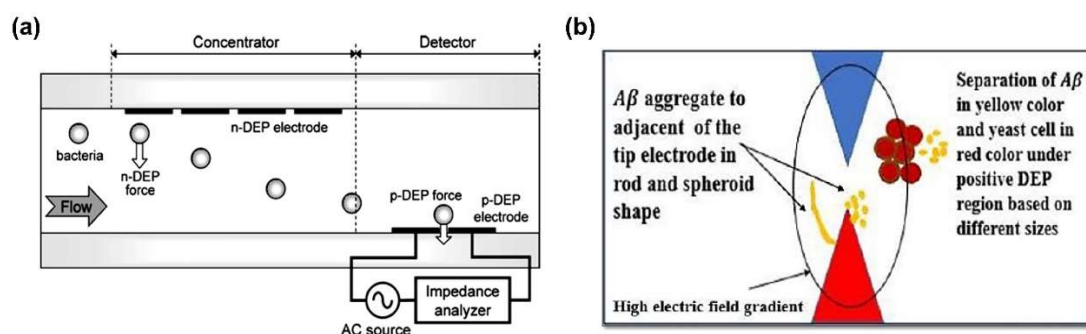 (a)
Concentrator
Detector
n-DEP electrode
bacteria
n-DEP
force
Flow
p-DEP force
p-DEP
electrode
AC source
Impedance
analyzer
(b)
Aβ aggregate to
adjacent of the
tip electrode in
rod and spheroid
shape
High electric field gradient
Separation of Aβ
in yellow color
and yeast cell in
red color under
positive DEP
region based on
different sizes